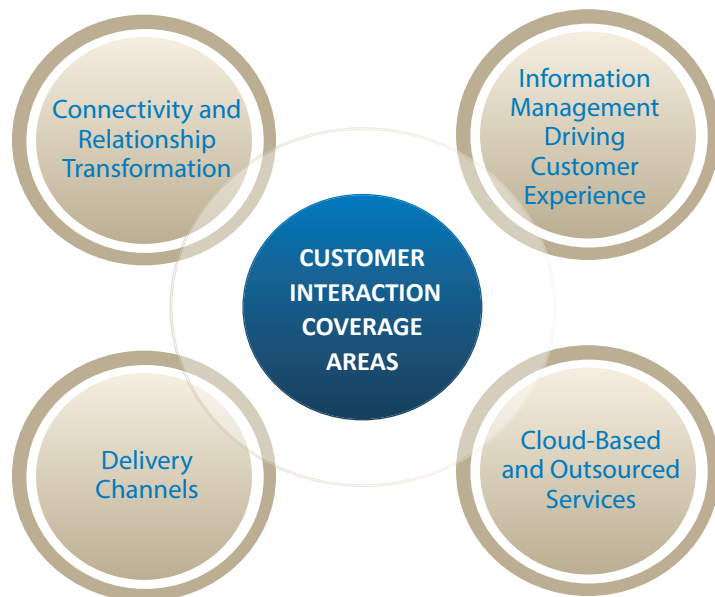 Connectivity and
Relationship
Transformation
Information
Management
Driving
Customer
Experience
CUSTOMER
INTERACTION
COVERAGE
AREAS
Delivery
Channels
Cloud-Based
and Outsourced
Services